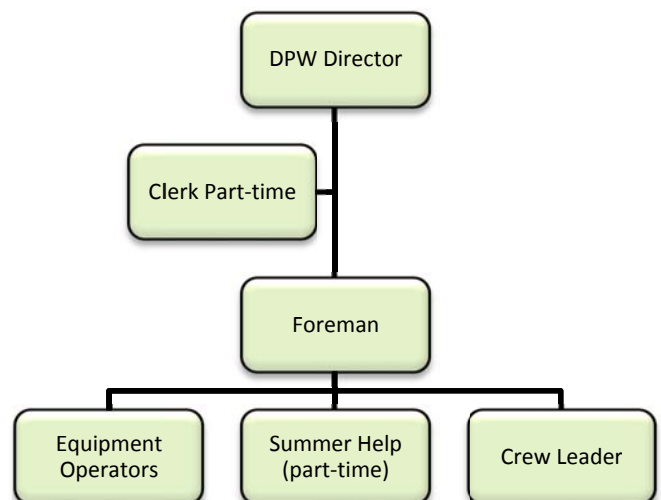 DPW Director
Clerk Part-time
Foreman
Equipment
Operators
Summer Help
(part-time)
Crew Leader